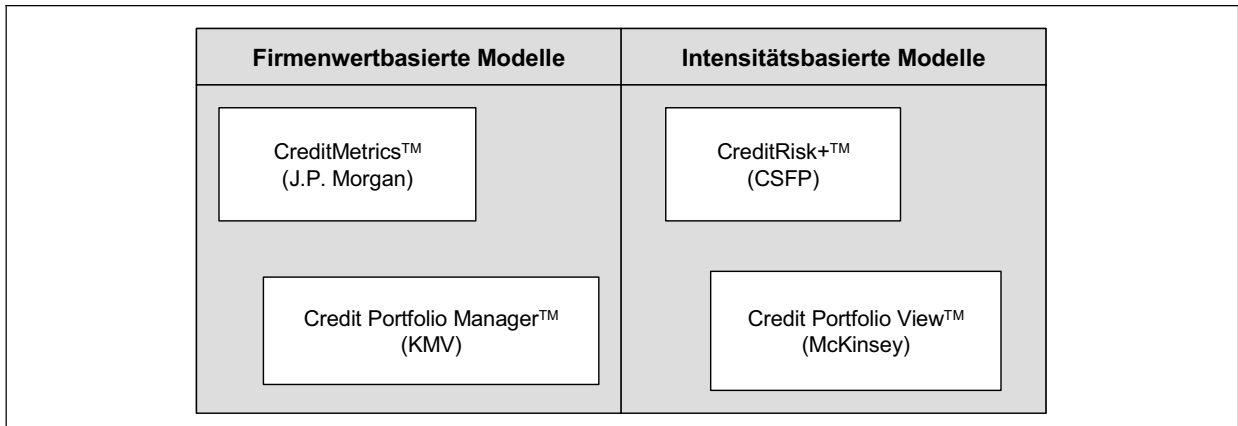 Firmenwertbasierte Modelle
Intensitätsbasierte Modelle
CreditMetrics™
(J.P. Morgan)
CreditRisk+™
(CSFP)
Credit Portfolio Manager™
(KMV)
Credit Portfolio View™
(McKinsey)